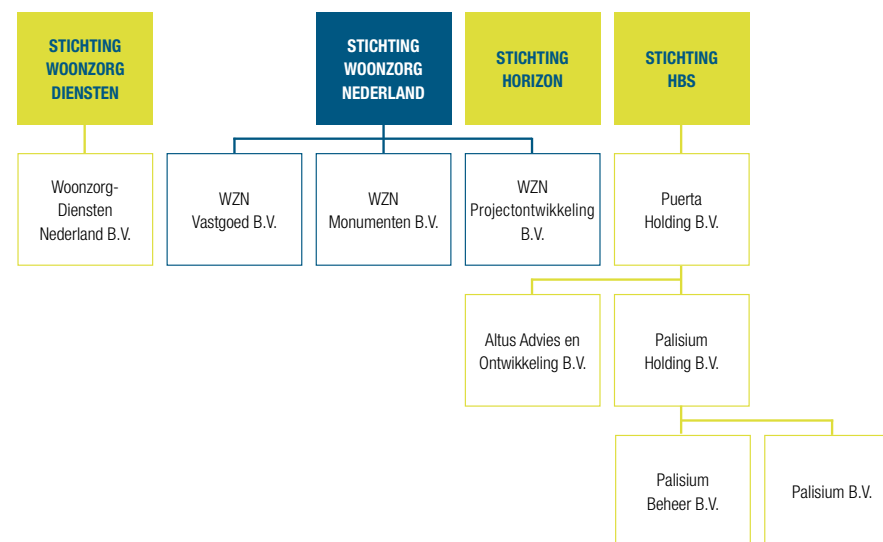 STICHTING
WOONZORG
DIENSTEN
STICHTING
WOONZORG
NEDERLAND
STICHTING
HORIZON
STICHTING
HBS
Woonzorg-
Diensten
Nederland B.V.
WZN
Vastgoed B.V.
WZN
Monumenten B.V.
WZN
Projectontwikkeling
B.V.
Puerta
Holding B.V.
Altus Advies en
Ontwikkeling B.V.
Palisium
Holding B.V.
Palisium
Beheer B.V.
Palisium B.V.